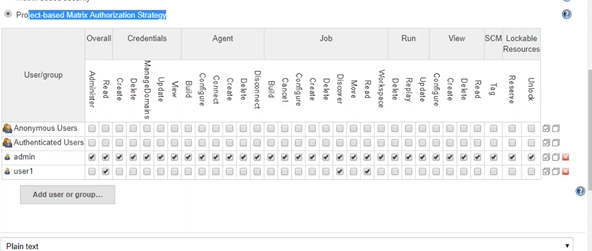 Project-based Matrix Authorization Strategy
User/group
Overall Credentials Agent Job Run View SCM Lockable Resources
Administer Read Create Delete ManageDomains Update View Build Configure Connect Create Delete Disconnect Build Cancel Configure Create Delete Discover Move Read Workspace Delete Replay Update Configure Create Delete Read Tag Reserve Unlock
Anonymous Users
Authenticated Users
admin
user1
Add user or group...
Plain text